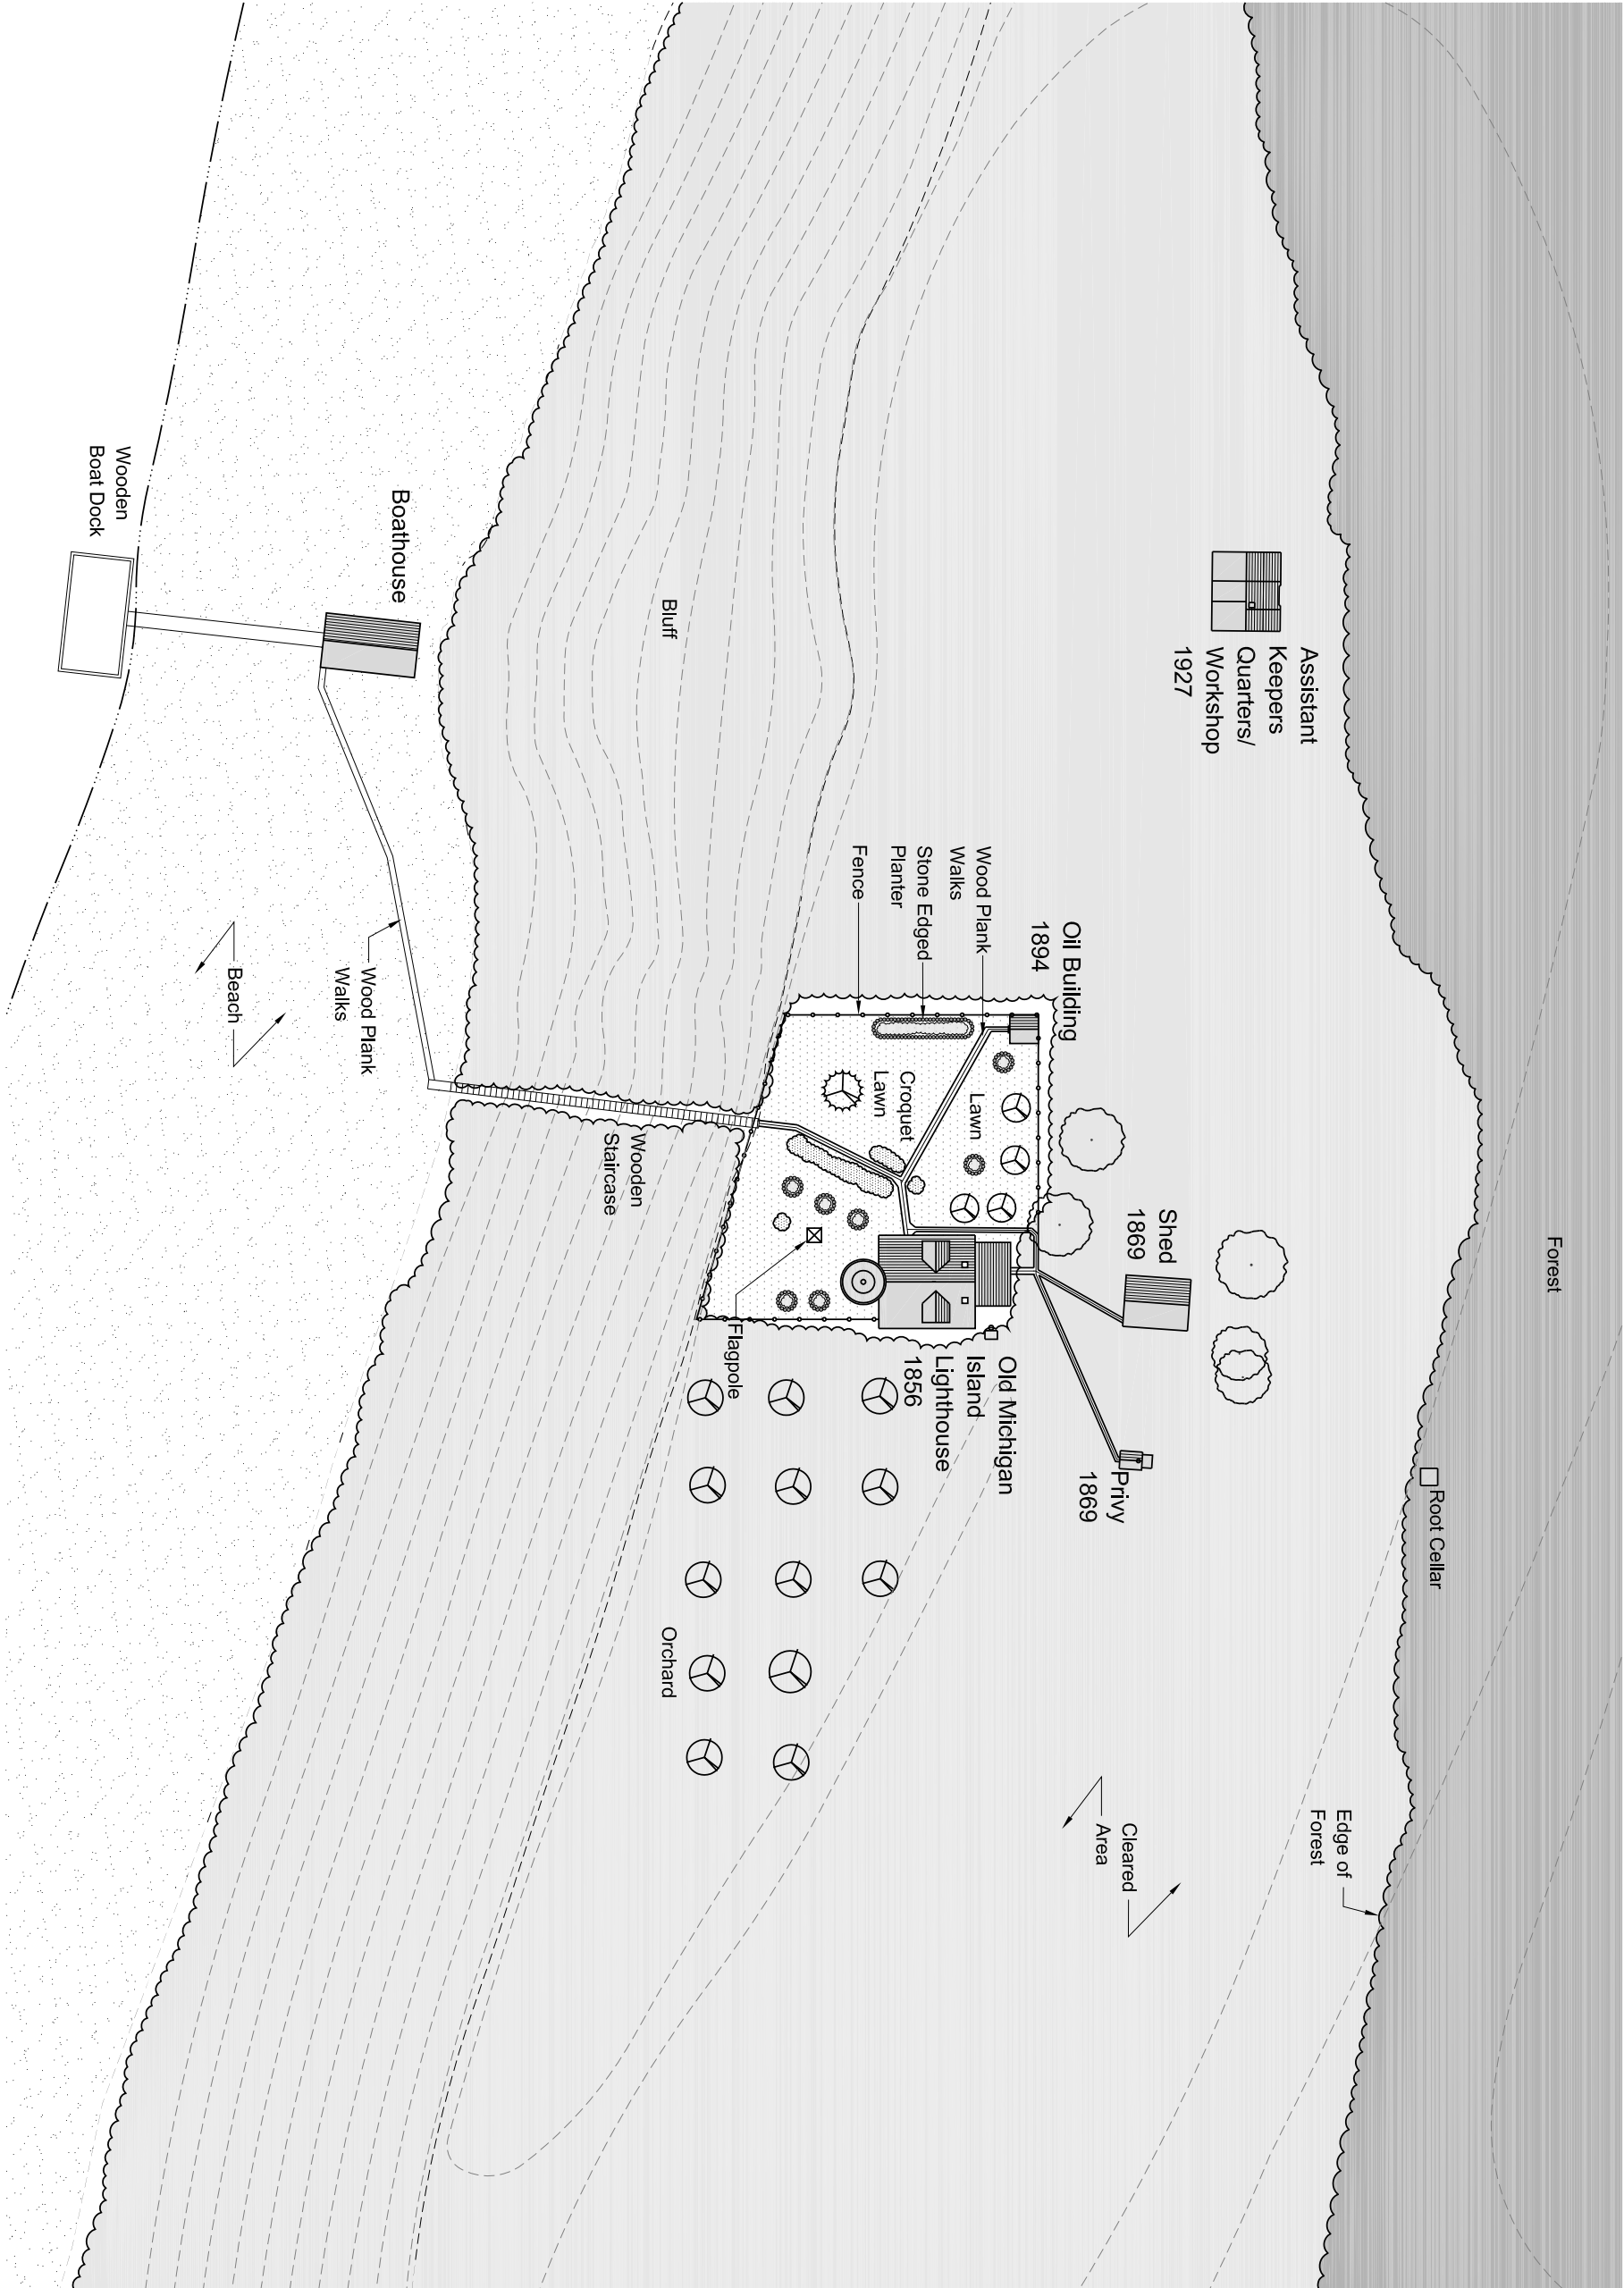 Forest
Assistant
Keepers
Quarters/
Workshop
1927
Root Cellar
Edge of
Forest
Shed
1869
Privy
1869
Cleared
Area
Oil Building
1894
Wood Plank
Walks
Stone Edged
Planter
Fence
Lawn
Croquet
Lawn
Old Michigan
Island
Lighthouse
1856
Flagpole
Orchard
Bluff
Wooden
Staircase
Boathouse
Wood Plank
Walks
Beach
Wooden
Boat Dock